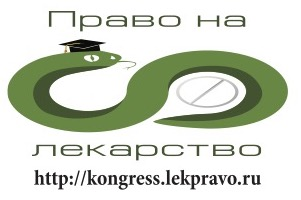 Право на
лекарство
http://kongress.lekpravo.ru